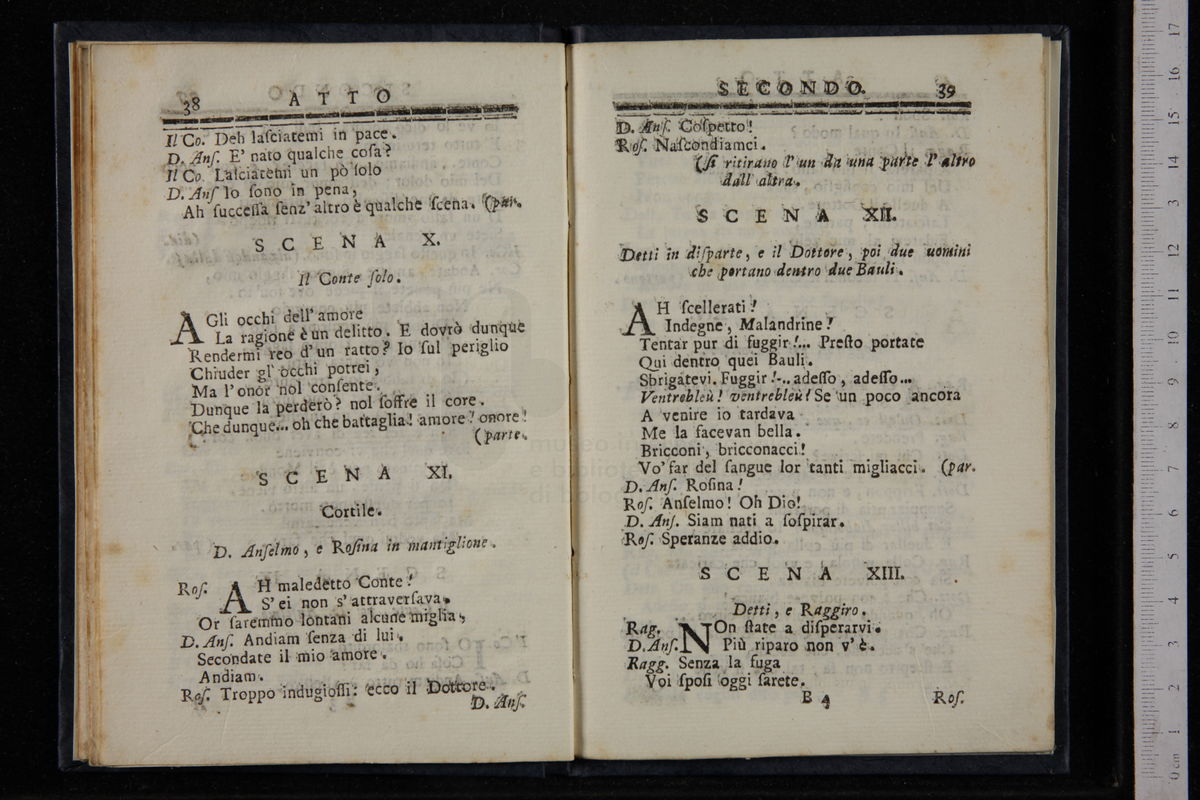 38 ATTO
Il Co. Deh laſciatemi in pace.
D. Anſ. E' nato qualche coſa?
Il Co. Laſciatemi un pò ſolo
D. Anſ Io ſono in pena,
Ah ſucceſſa ſenz' altro è qualche ſcena. (par.
SCENA X.
Il Conte ſolo.
AGli occhi dell' amore
La ragione è un delitto. E dovrò dunque
Rendermi reo d' un ratto? Io ſul periglio
Chiuder gl' occhi potrei,
Ma l' onor nol conſente.
Dunque la perderò? nol ſoffre il core.
Che dunque... oh che battaglia! amore! onore!
(parte.
SCENA XI.
Cortile.
D. Anſelmo, e Roſina in mantiglione.
Roſ. AH maledetto Conte!
S' ei non s' attraverſava.
Or ſaremmo lontani alcune miglia.
D. Anſ. Andiam ſenza di lui.
Secondate il mio amore.
Andiam.
Roſ. Troppo indugioſſi: ecco il Dottore.
D. Anſ.
SECONDO. 39
D. Anſ. Coſpetto!
Roſ. Naſcondiamci.
(ſi ritirano l' un da una parte l' altro
dall' altra.
SCENA XII.
Detti in diſparte, e il Dottore, poi due uomini
che portano dentro due Bauli.
AH ſcellerati!
Indegne, Malandrine!
Tentar pur di fuggir!... Preſto portate
Qui dentro quei Bauli.
Sbrigatevi. Fuggir!-.. adeſſo, adeſſo...
Ventrebleù! ventrebleù! Se un poco ancora
A venire io tardava
Me la facevan bella.
Bricconi, bricconacci!
Vo' far del ſangue lor tanti migliacci. (par.
D. Anſ. Roſina!
Roſ. Anſelmo! Oh Dio!
D. Anſ. Siam nati a ſoſpirar.
Roſ. Speranze addio.
SCENA XIII.
Detti, e Raggiro.
Rag. NOn ſtate a diſperarvi.
D. Anſ. Più riparo non v' è.
Ragg. Senza la fuga
Voi ſpoſi oggi ſarete.
B 4 Roſ.